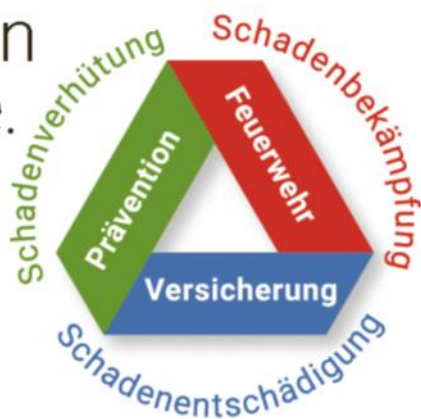 n
e.
Schadenverhütung
Schadenbekämpfung
Prävention
Feuerwehr
Versicherung
Schadenentschädigung